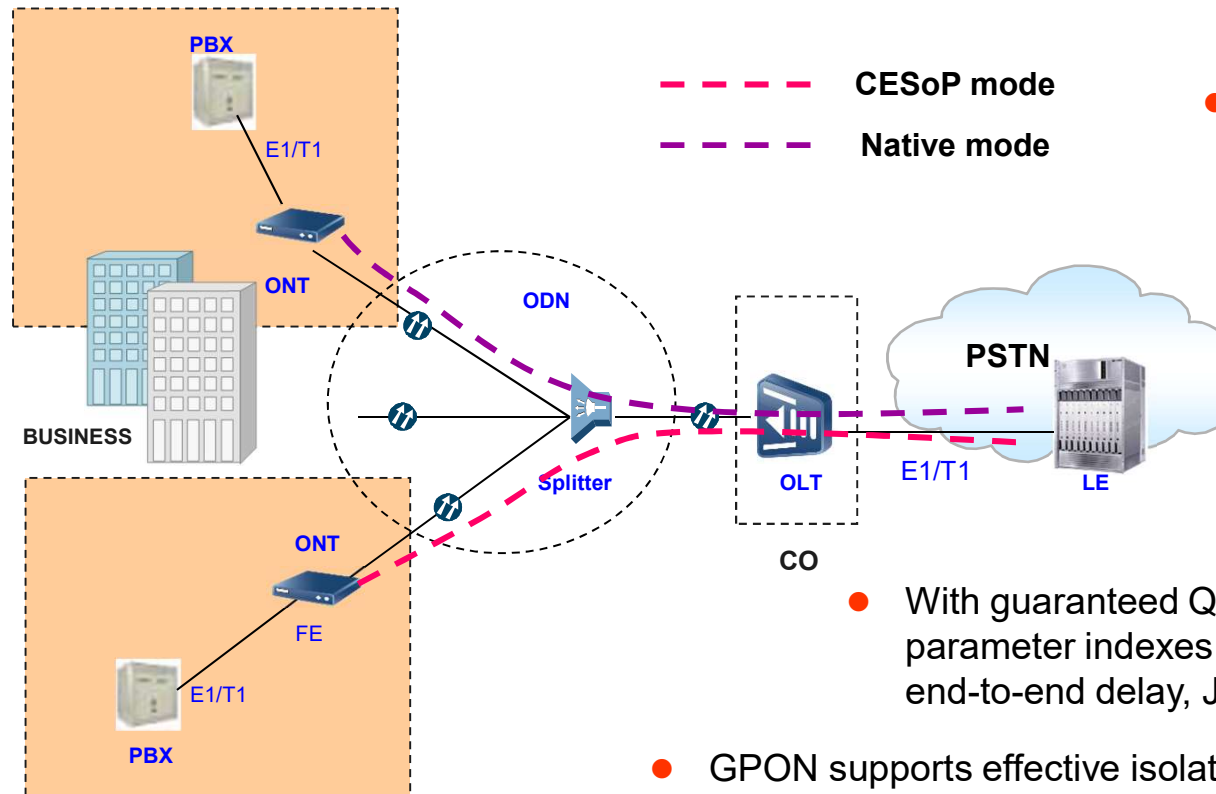 PBX
E1/T1
ONT
BUSINESS
CESoP mode
Native mode
ODN
Splitter
OLT
CO
PSTN
E1/T1
LE
ONT
FE
E1/T1
PBX
With guaranteed Q
parameter indexes
end-to-end delay, J
GPON supports effective isolat